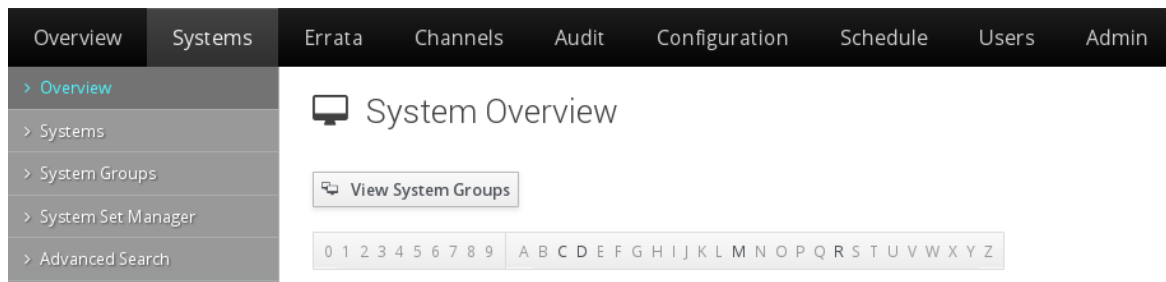 Overview Systems Errata Channels Audit Configuration Schedule Users Admin
> Overview
> Systems
> System Groups
> System Set Manager
> Advanced Search
System Overview
View System Groups
0 1 2 3 4 5 6 7 8 9 A B C D E F G H I J K L M N O P Q R S T U V W X Y Z